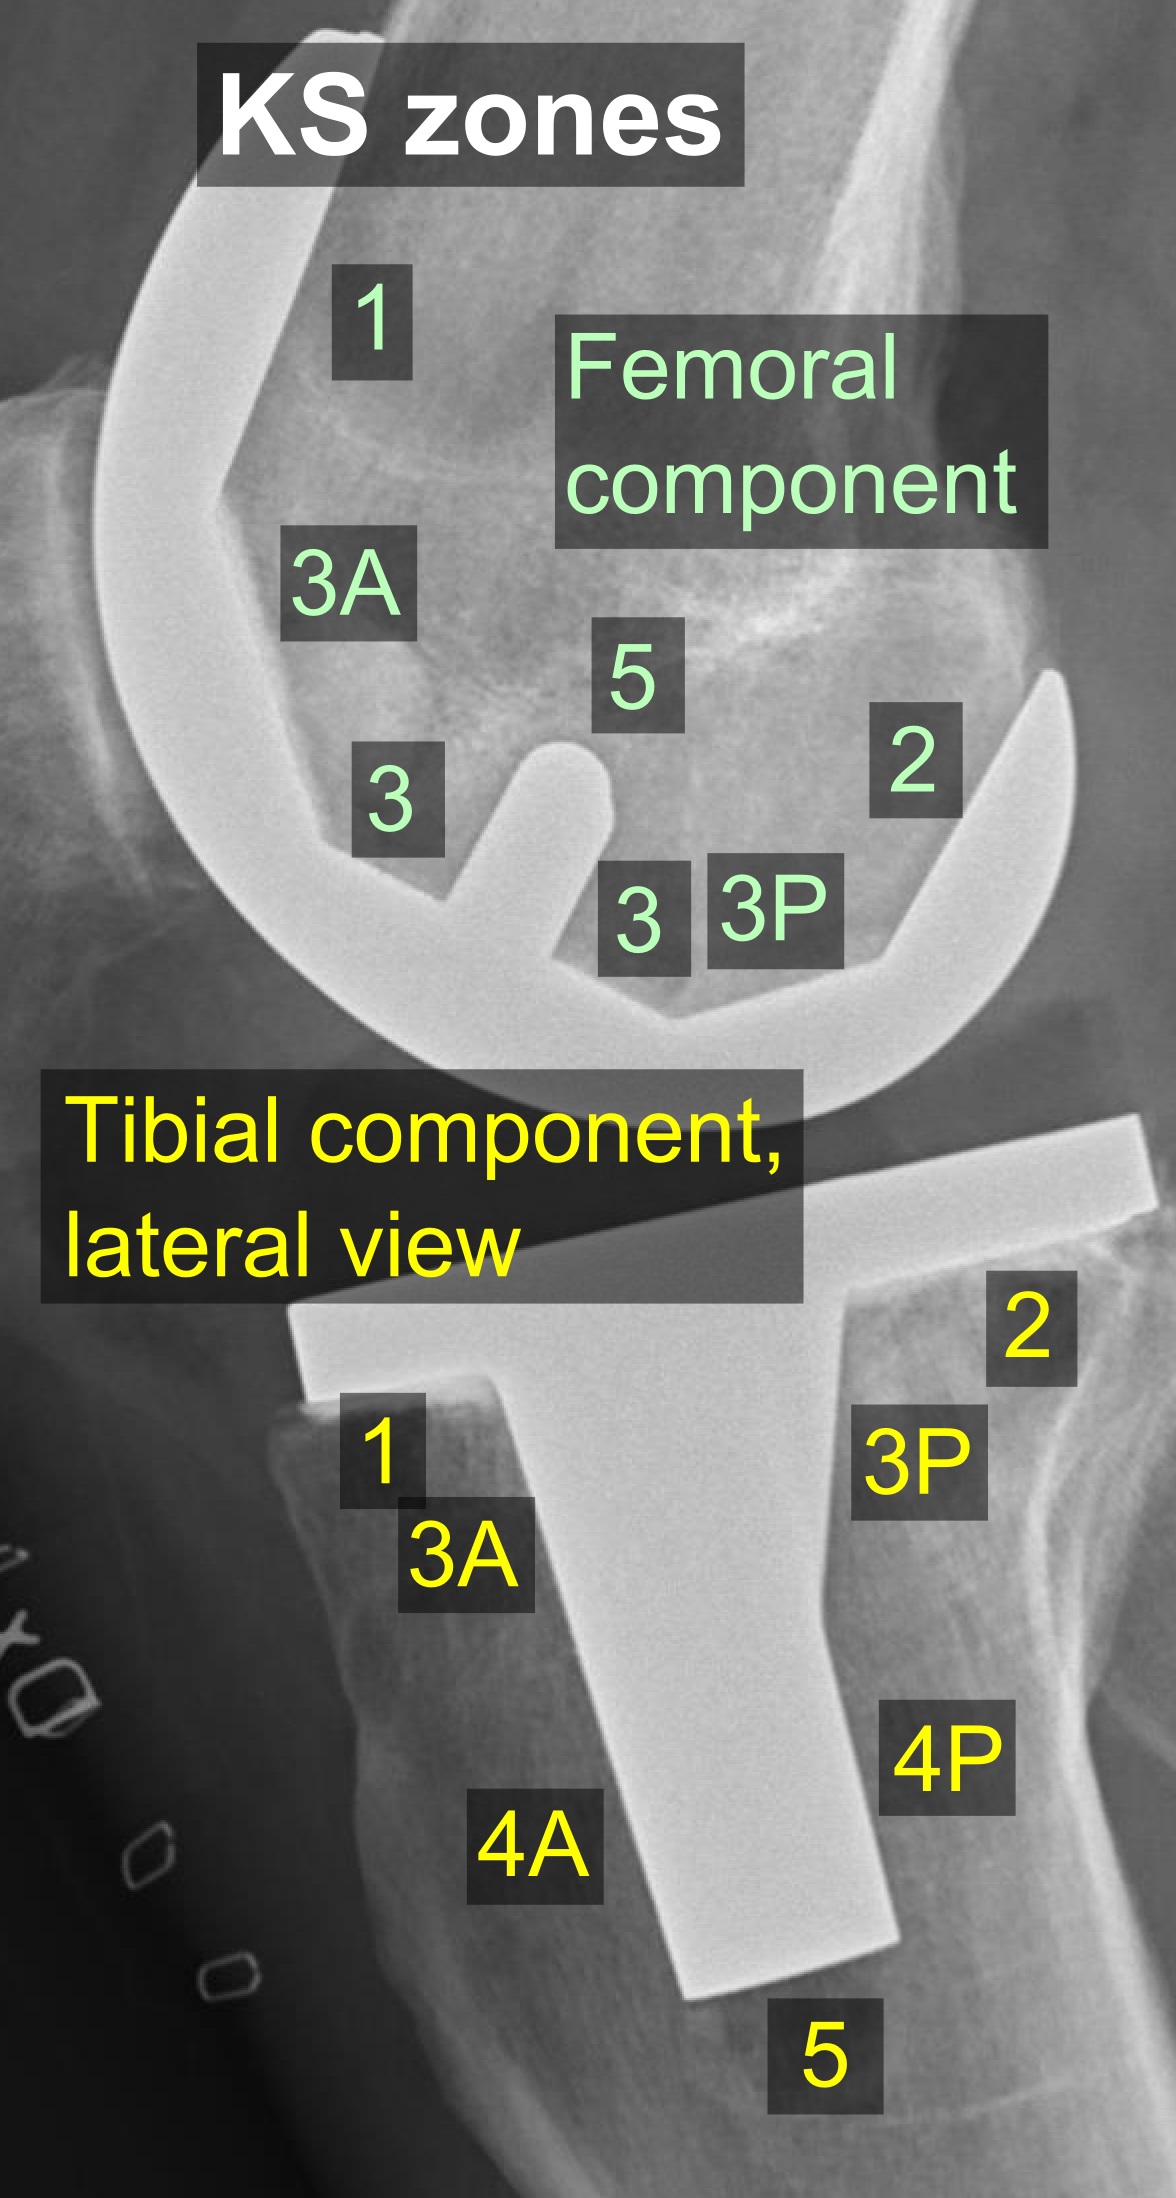 KS zones
1
Femoral
component
3A
5
2
3
3 3P
Tibial component,
lateral view
2
1
3P
3A
4P
4A
5